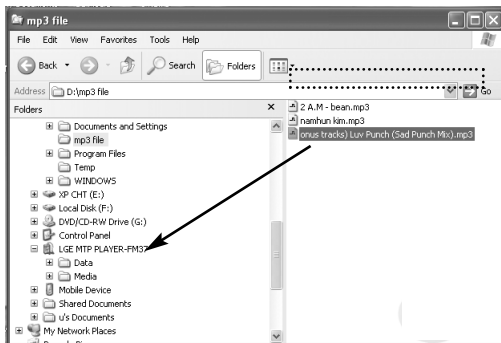 mp3 file
File Edit View Favorites Tools Help
Back Search Folders
Address D:\mp3 file Go
Folders
Documents and Settings
mp3 file
Program Files
Temp
WINDOWS
XP CHT (E:)
Local Disk (F:)
DVD/CD-RW Drive (G:)
Control Panel
LGE MTP PLAYER-FM37
Data
Media
Mobile Device
Shared Documents
u's Documents
My Network Places
2 A.M - bean.mp3
namhun kim.mp3
onus tracks) Luv Punch (Sad Punch Mix).mp3